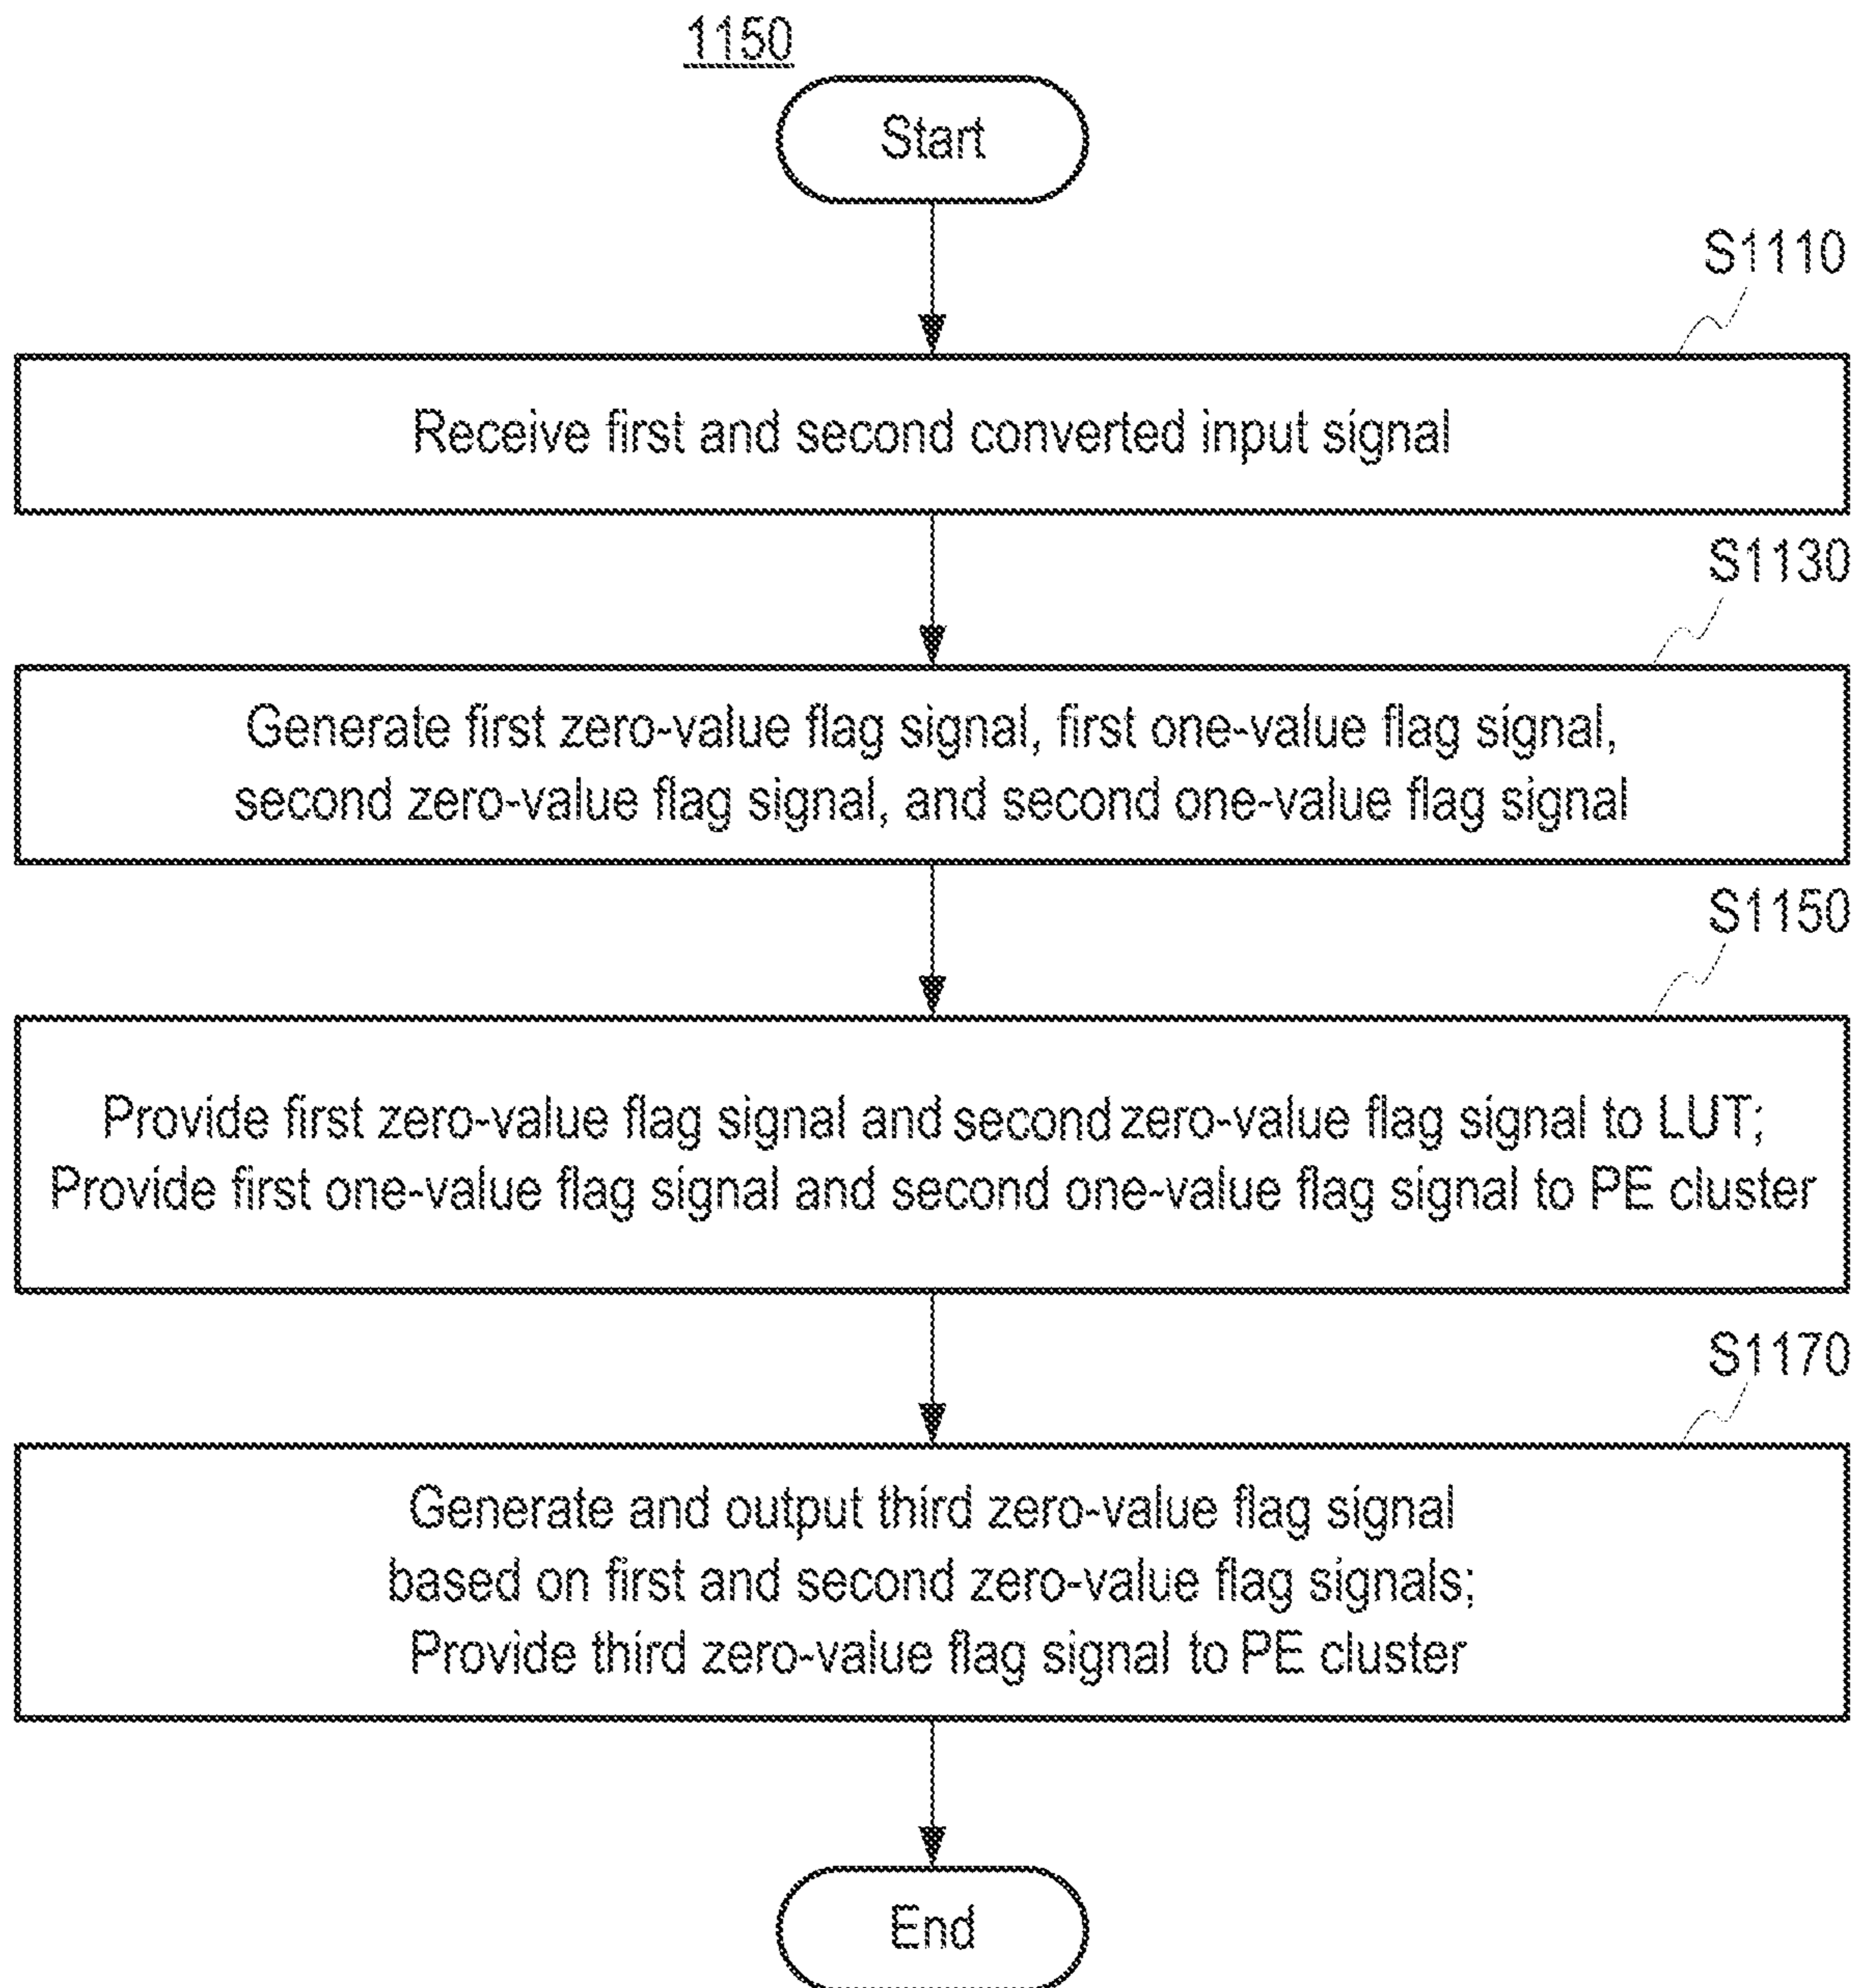 1150
Start
S1110
Receive first and second converted input signal
S1130
Generate first zero-value flag signal, first one-value flag signal,
second zero-value flag signal, and second one-value flag signal
S1150
Provide first zero-value flag signal and second zero-value flag signal to LUT;
Provide first one-value flag signal and second one-value flag signal to PE cluster
S1170
Generate and output third zero-value flag signal
based on first and second zero-value flag signals;
Provide third zero-value flag signal to PE cluster
End